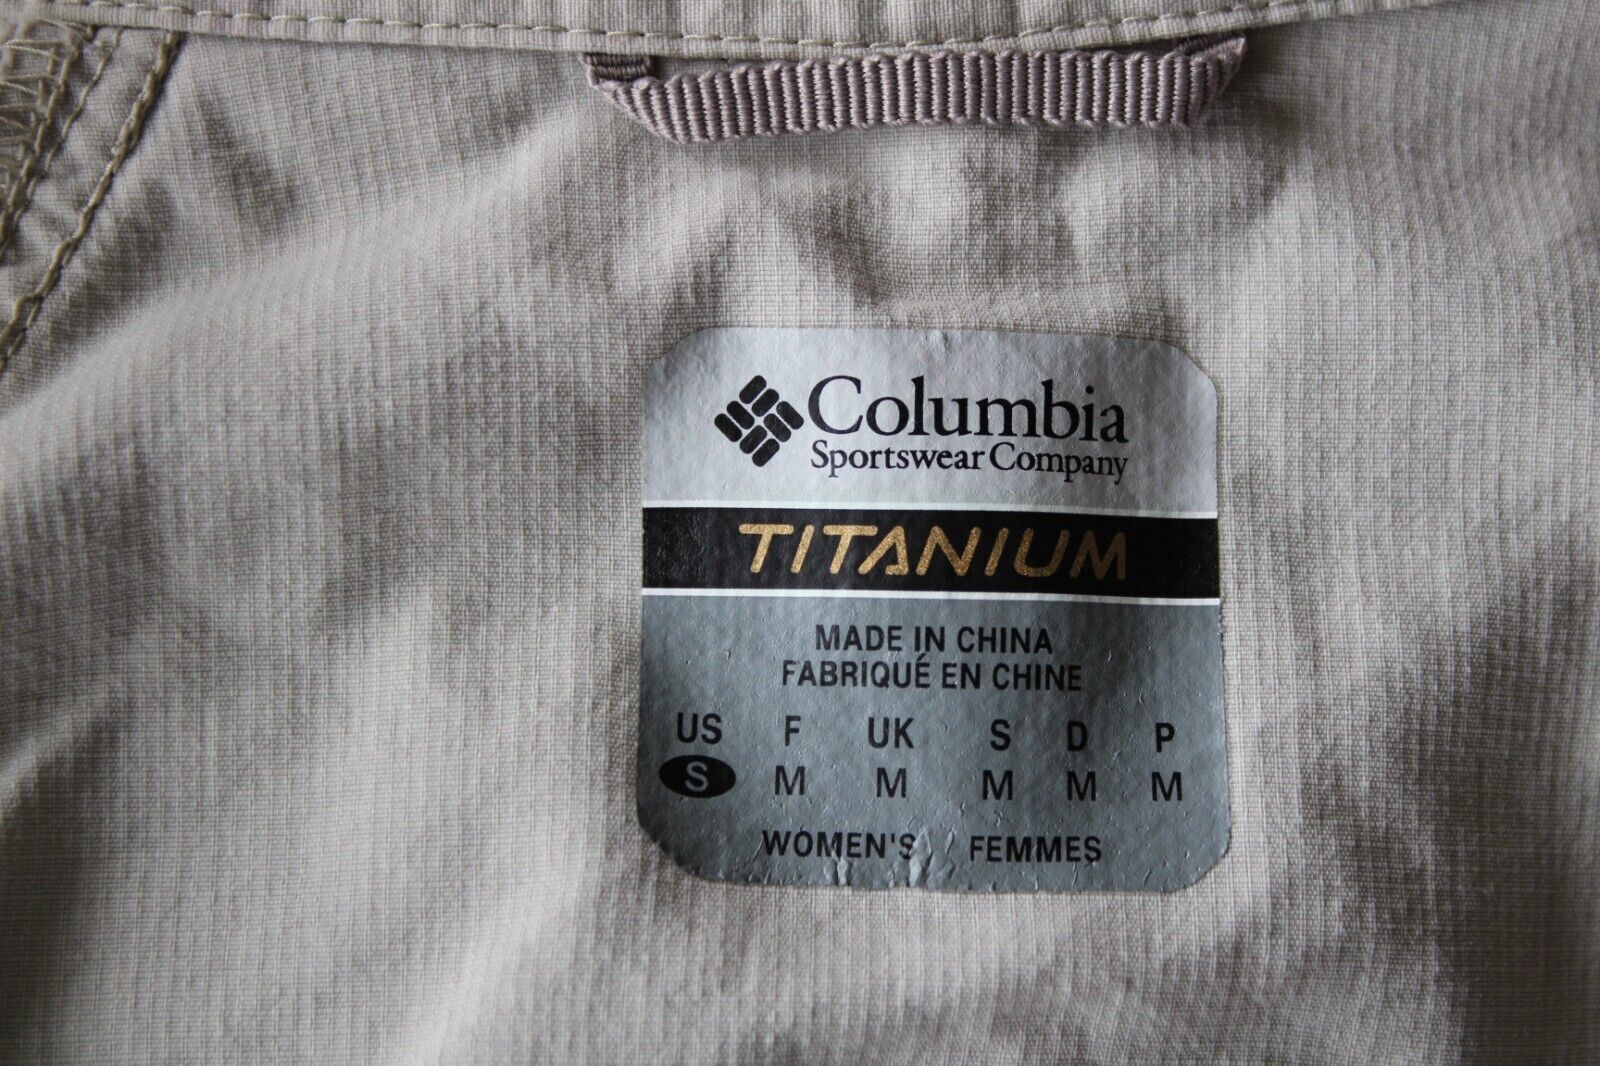 Columbia
Sportswear Company
TITANIUM
MADE IN CHINA
FABRIQUÉ EN CHINE
US F UK S D P
S M M M M M
WOMEN'S FEMMES